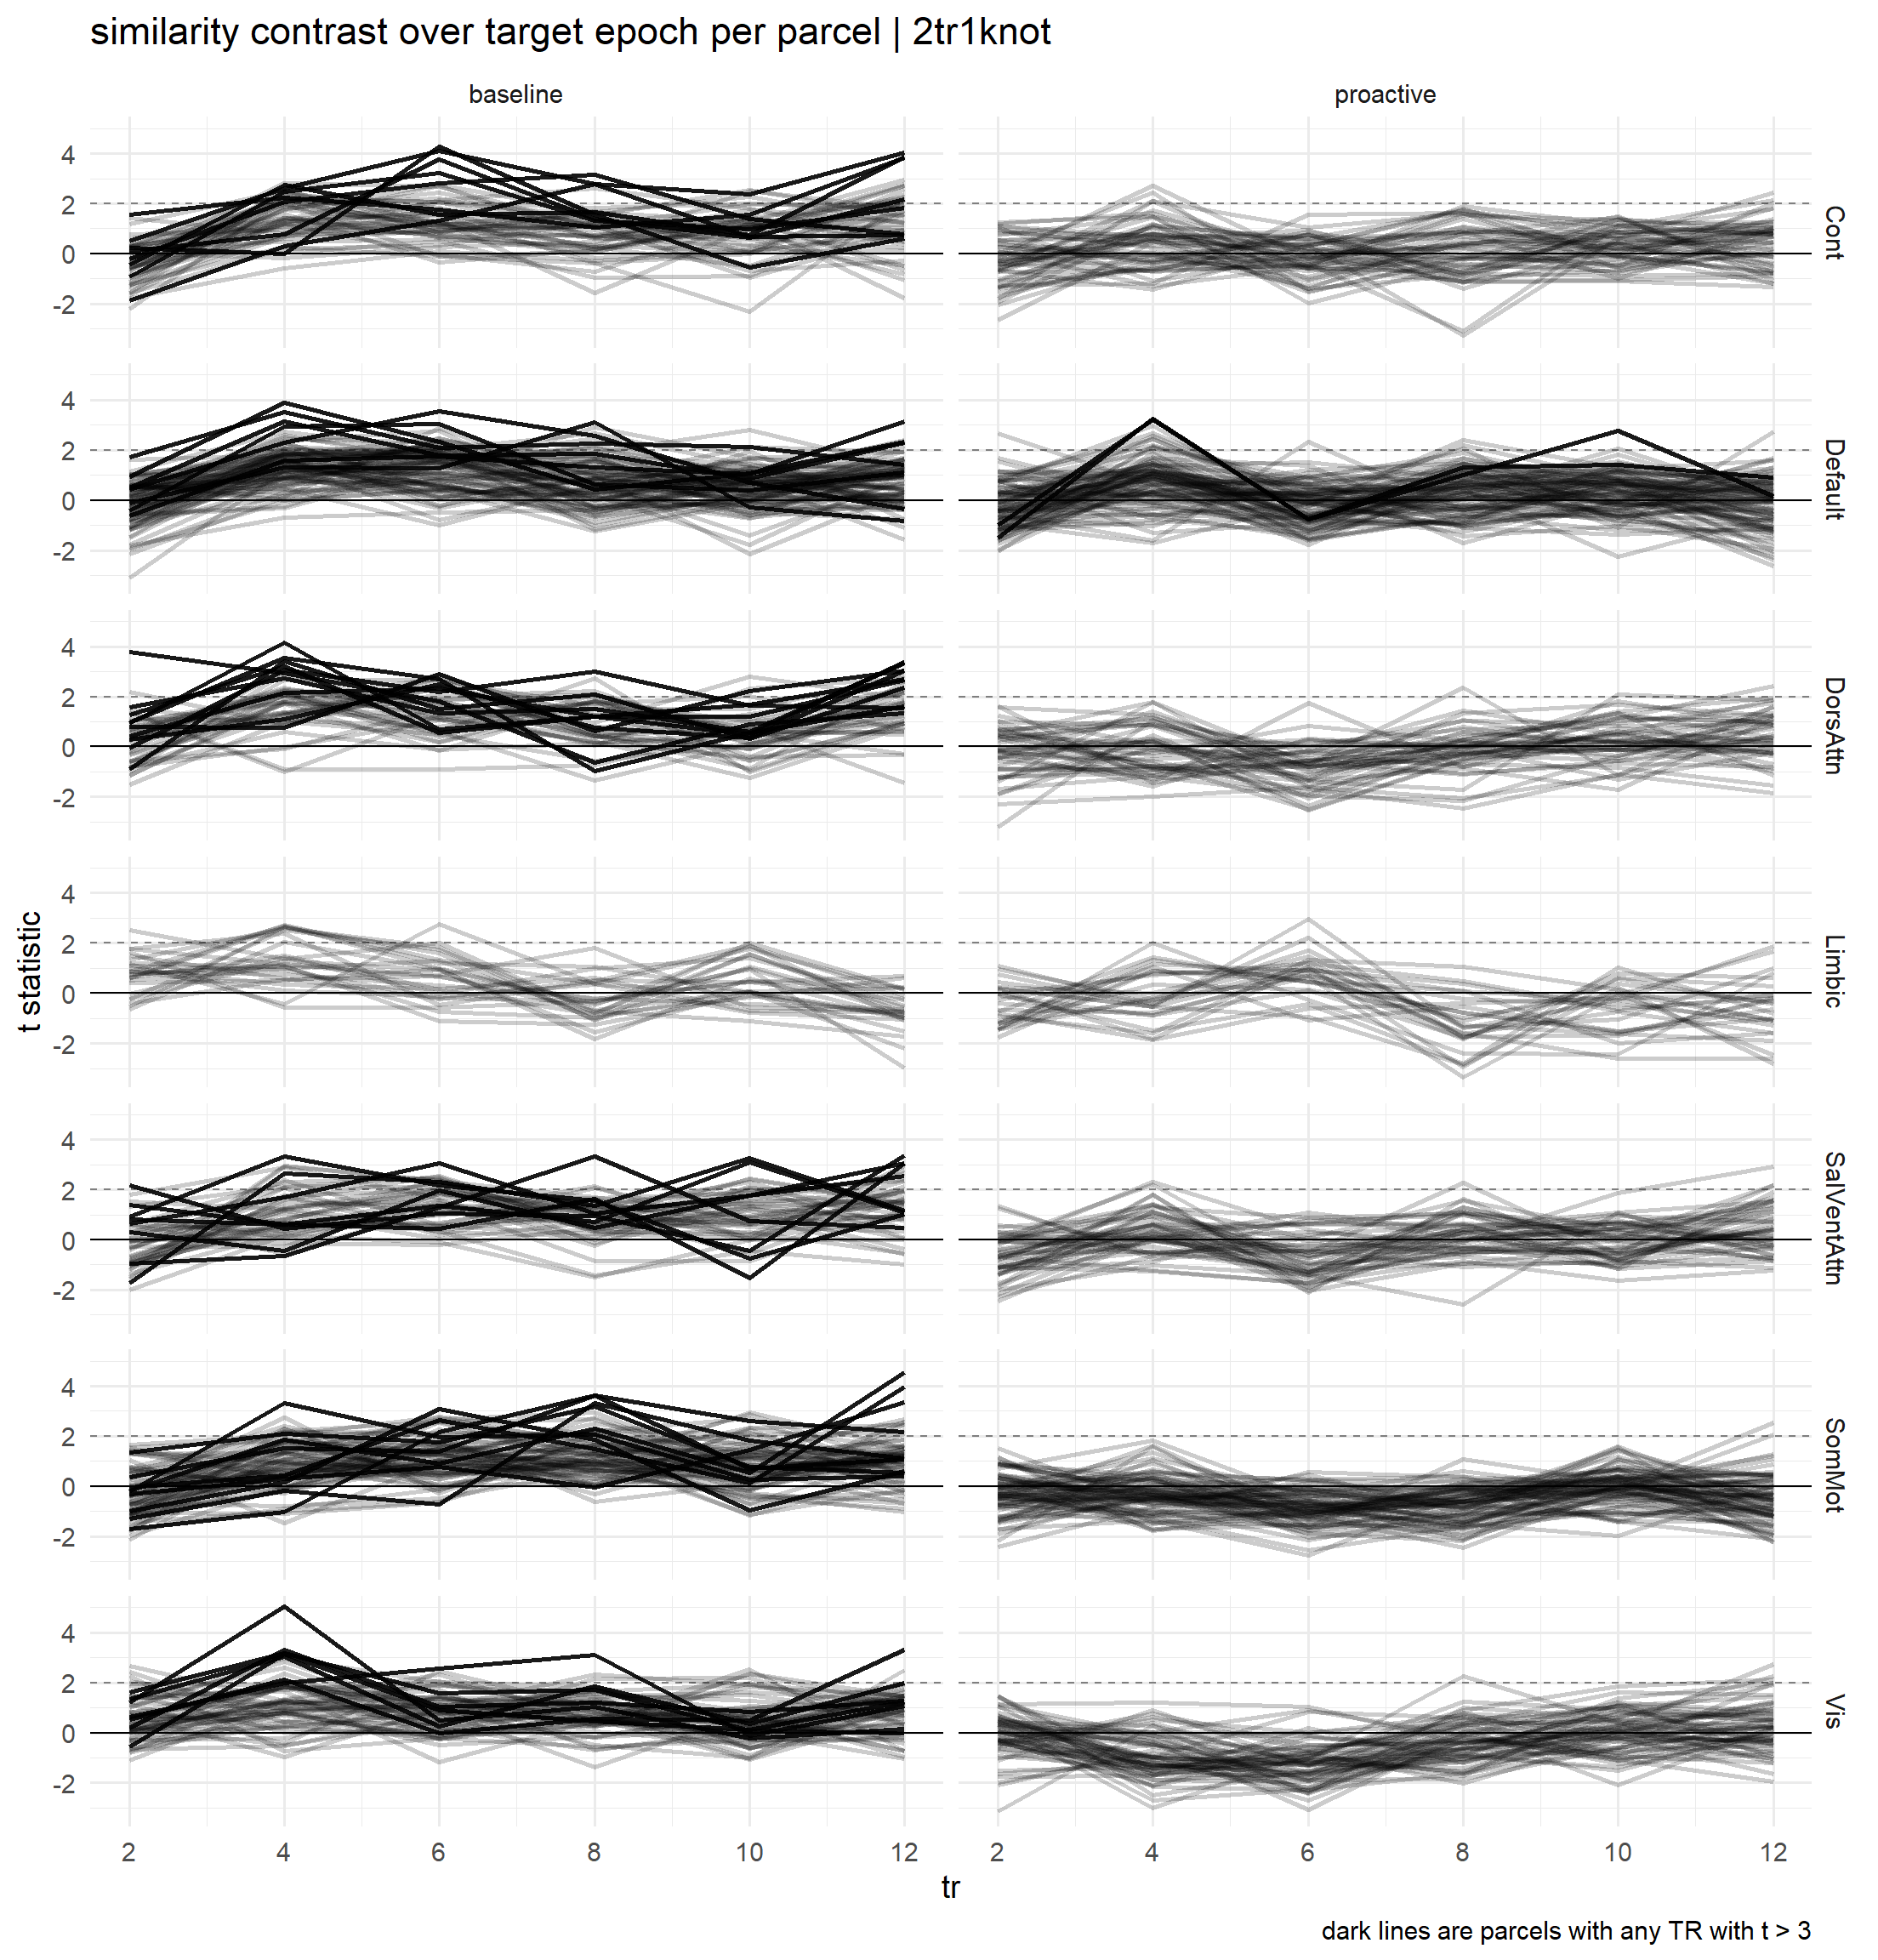 similarity contrast over target epoch per parcel | 2tr1knot
baseline
proactive
4
2
0
-2
Cont
4
2
0
-2
Default
4
2
0
-2
DorsAttn
4
2
0
-2
Limbic
t statistic
4
2
0
-2
SalVentAttn
4
2
0
-2
SomMot
4
2
0
-2
Vis
2 4 6 8 10 12 2 4 6 8 10 12
tr
dark lines are parcels with any TR with t > 3